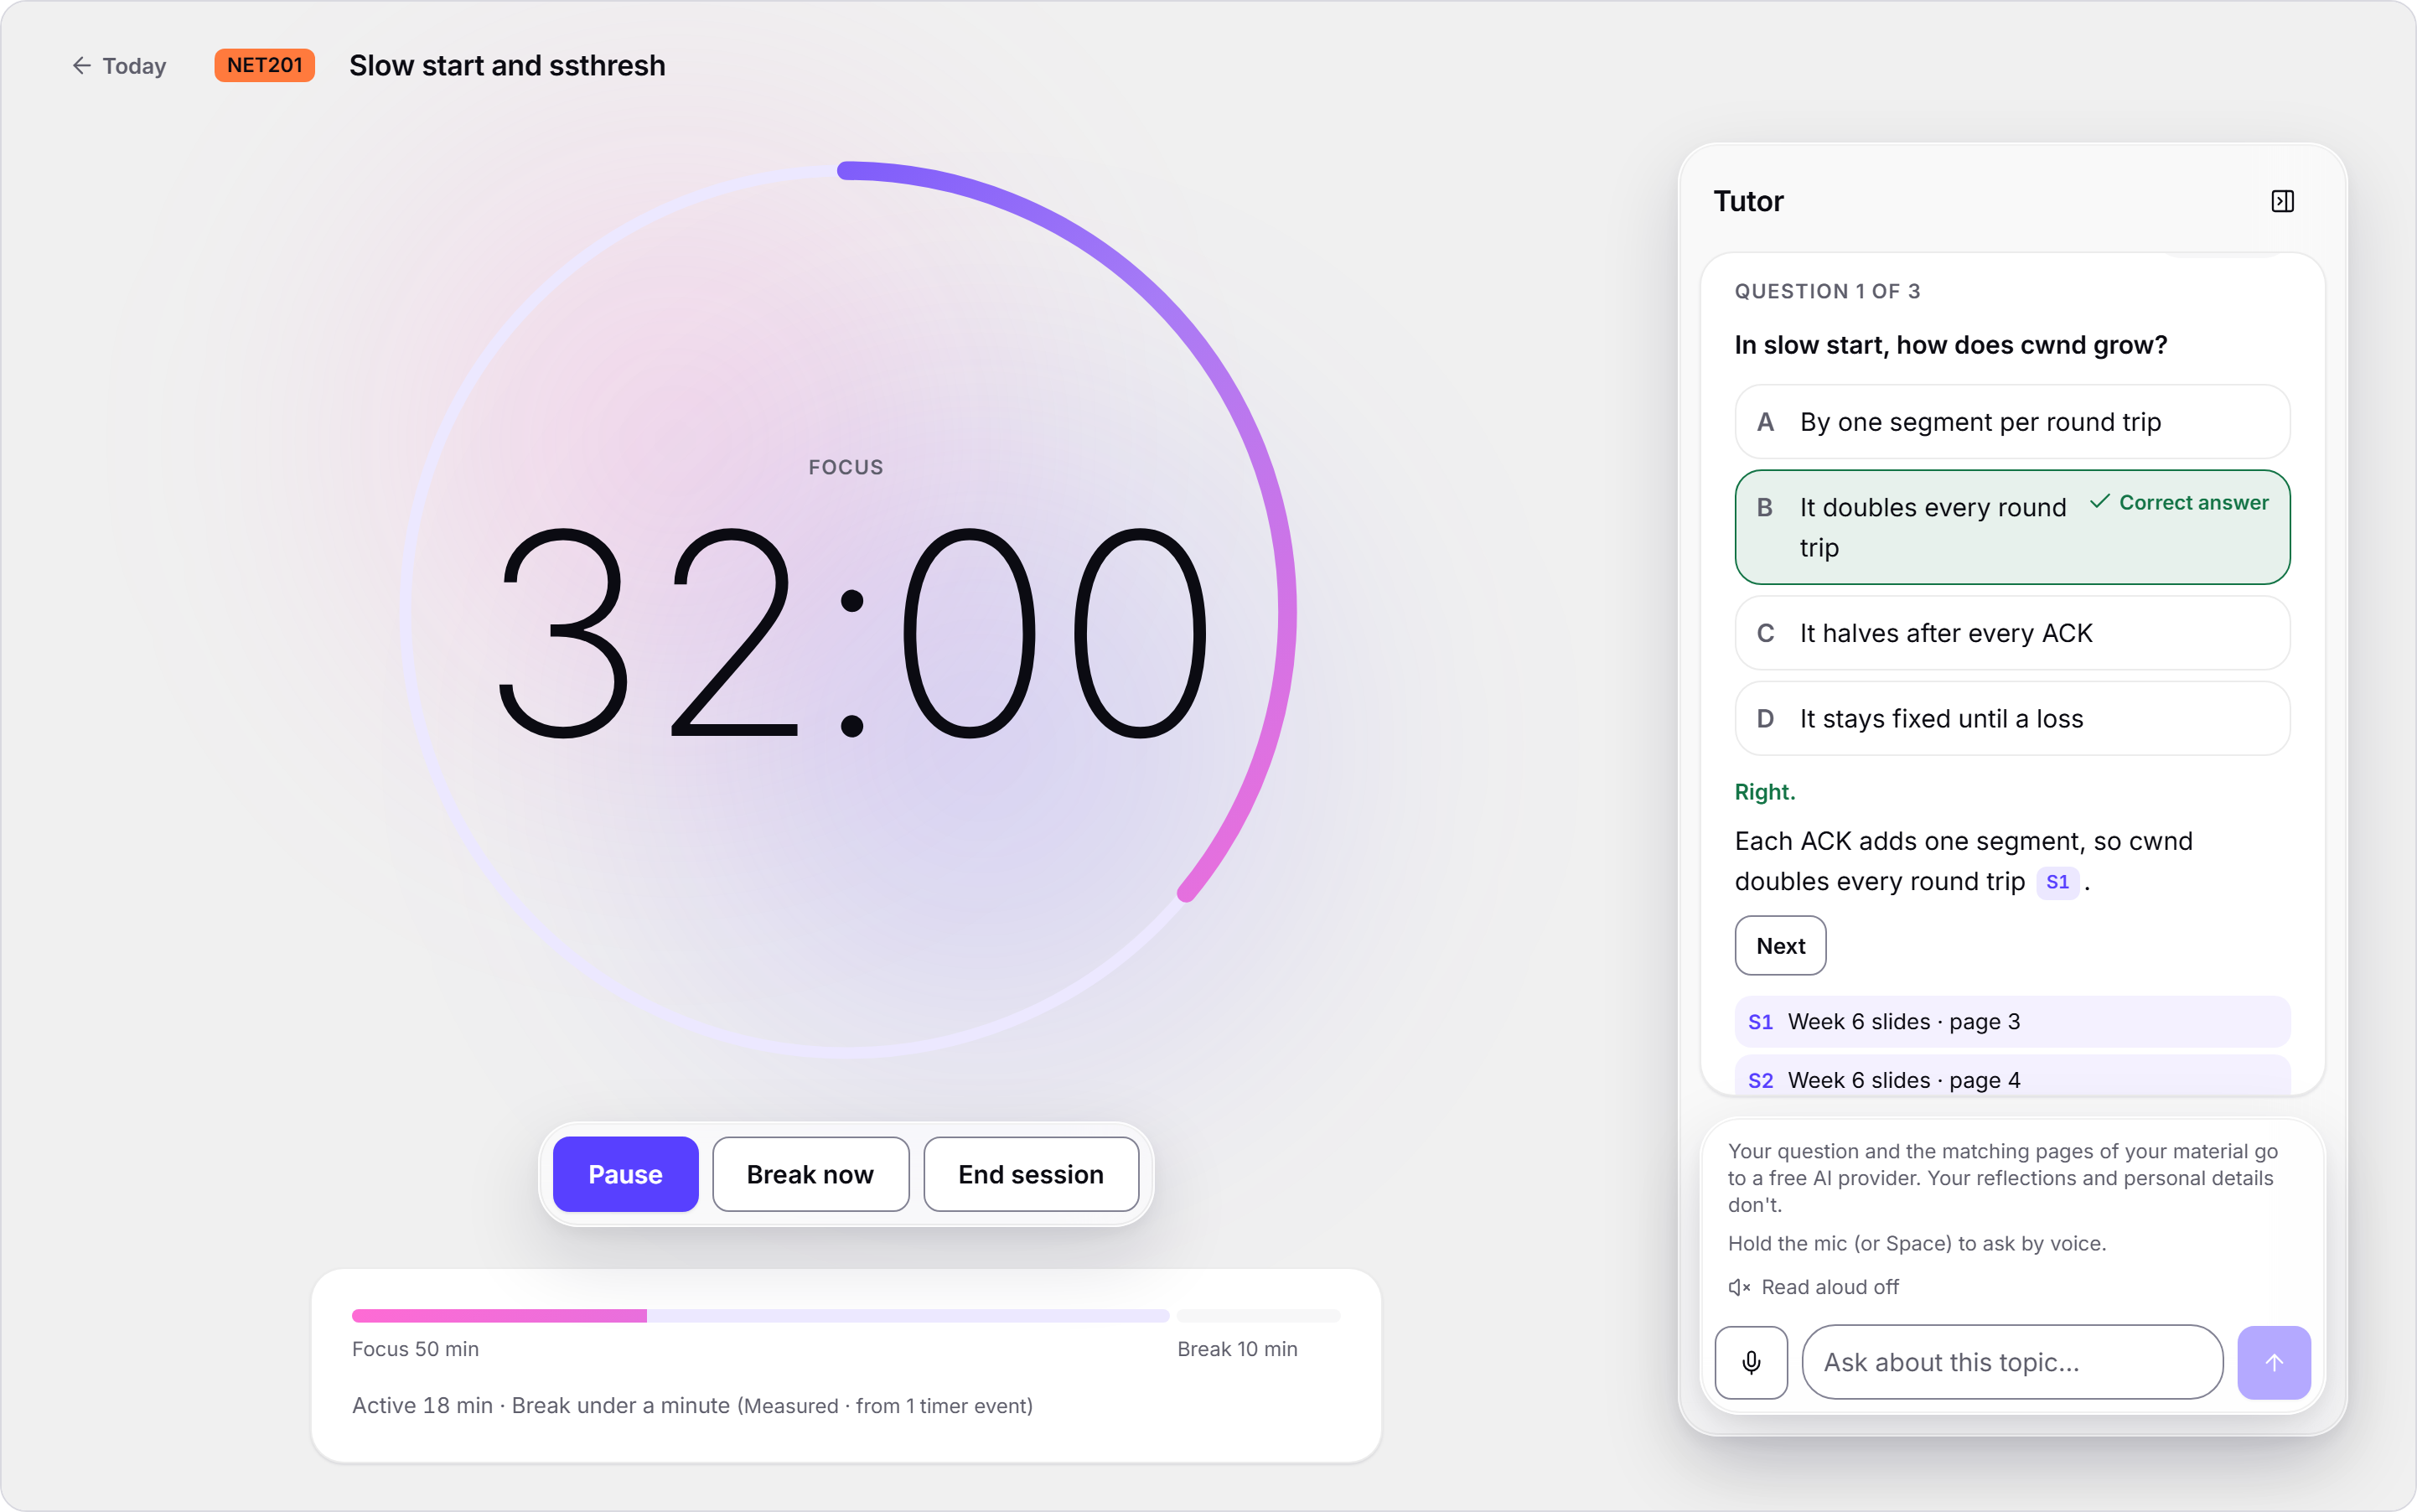 Today
NET201
Slow start and ssthresh
FOCUS
32:00
Pause
Break now
End session
Focus 50 min
Break 10 min
Active 18 min · Break under a minute (Measured · from 1 timer event)
Tutor
QUESTION 1 OF 3
In slow start, how does cwnd grow?
A By one segment per round trip
B It doubles every round
trip
Correct answer
C It halves after every ACK
D It stays fixed until a loss
Right.
Each ACK adds one segment, so cwnd
doubles every round trip S1 .
Next
S1 Week 6 slides · page 3
S2 Week 6 slides · page 4
Your question and the matching pages of your material go
to a free AI provider. Your reflections and personal details
don't.
Hold the mic (or Space) to ask by voice.
Read aloud off
Ask about this topic...